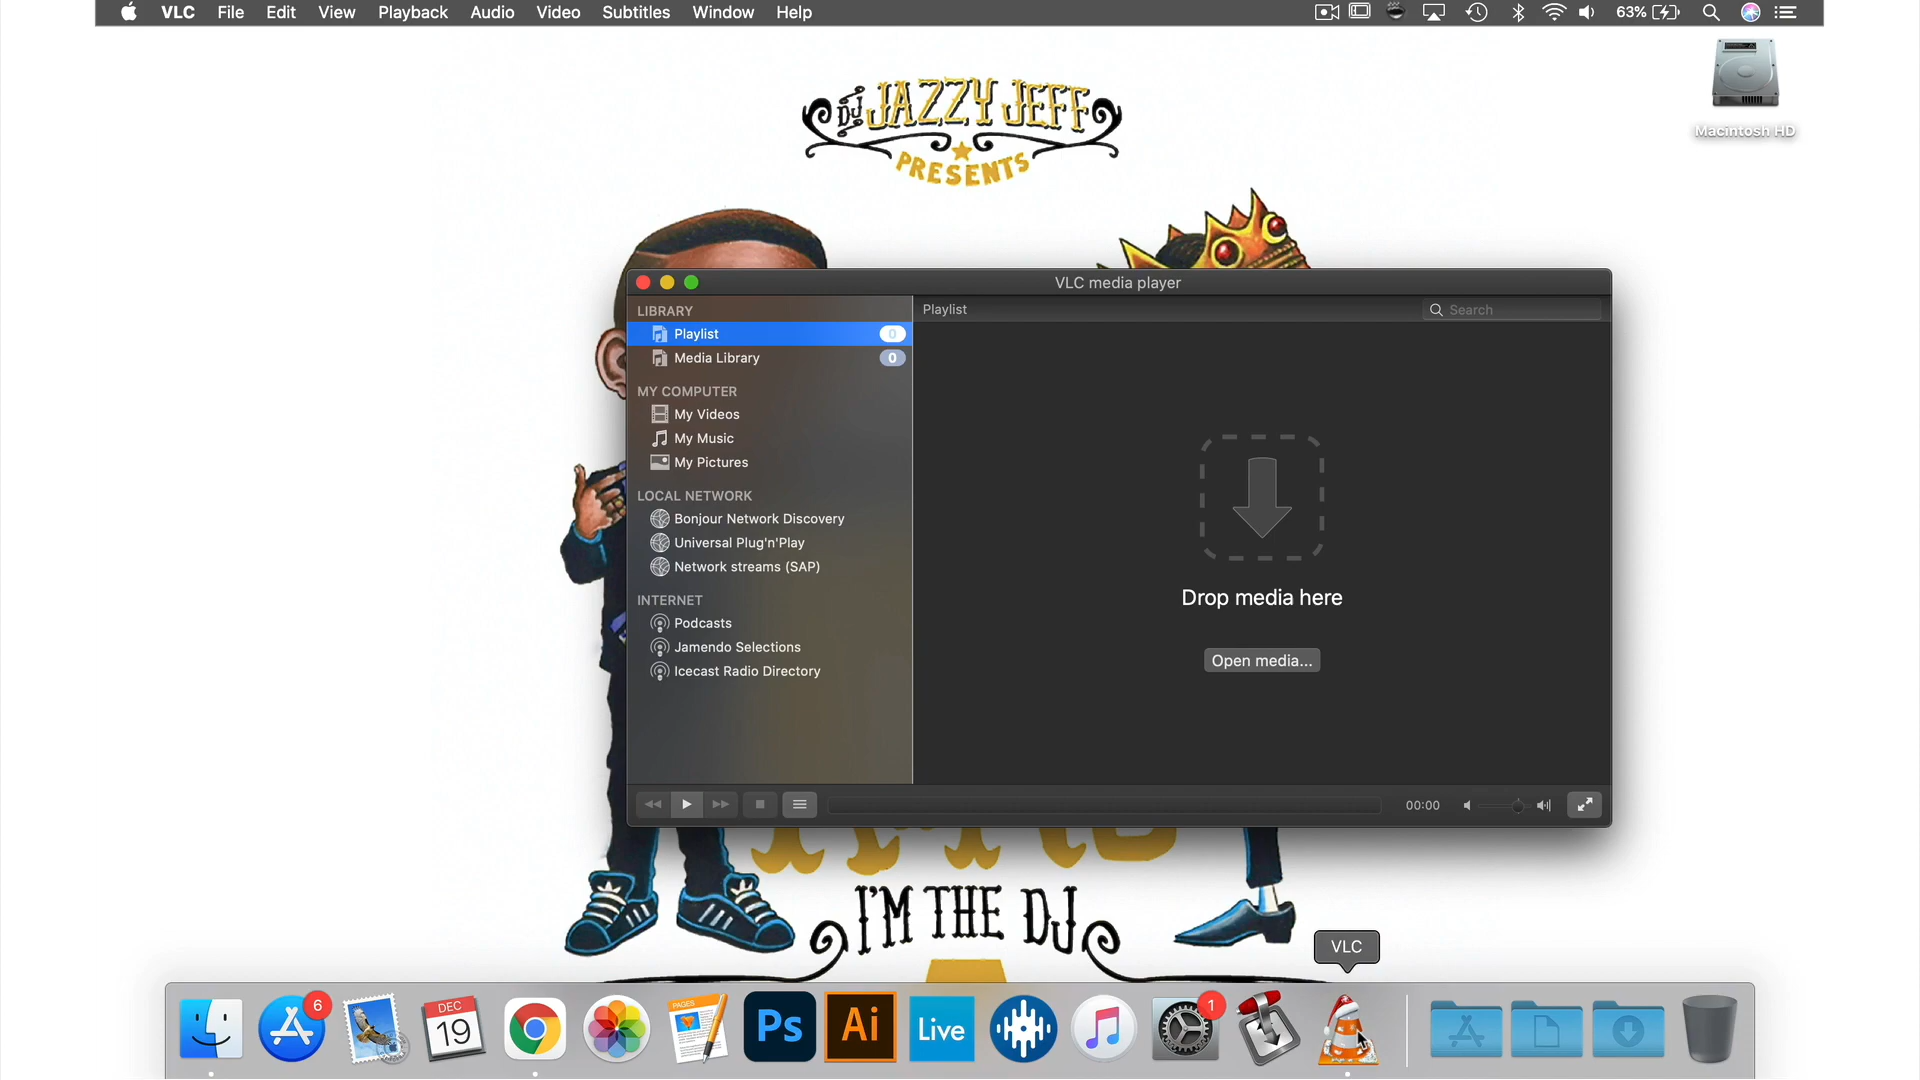 VLC File Edit View Playback Audio Video Subtitles Window Help 63%
DJ JAZZY JEFF
PRESENTS
Macintosh HD
VLC media player
LIBRARY
Playlist 0
Media Library 0
MY COMPUTER
My Videos
My Music
My Pictures
LOCAL NETWORK
Bonjour Network Discovery
Universal Plug'n'Play
Network streams (SAP)
INTERNET
Podcasts
Jamendo Selections
Icecast Radio Directory
Playlist
Search
Drop media here
Open media...
00:00
I'M THE DJ
VLC
6
DEC
19
PAGES
Ps
Ai
Live
1